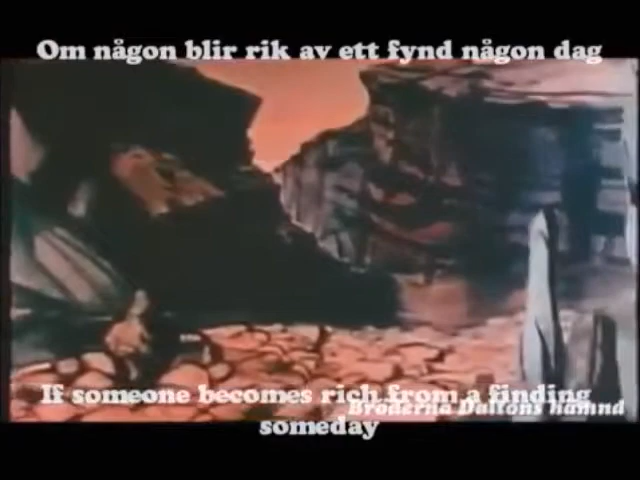 Om någon blir rik av ett fynd någon dag
If someone becomes rich from a finding
Bröderna Daltons hämnd
someday